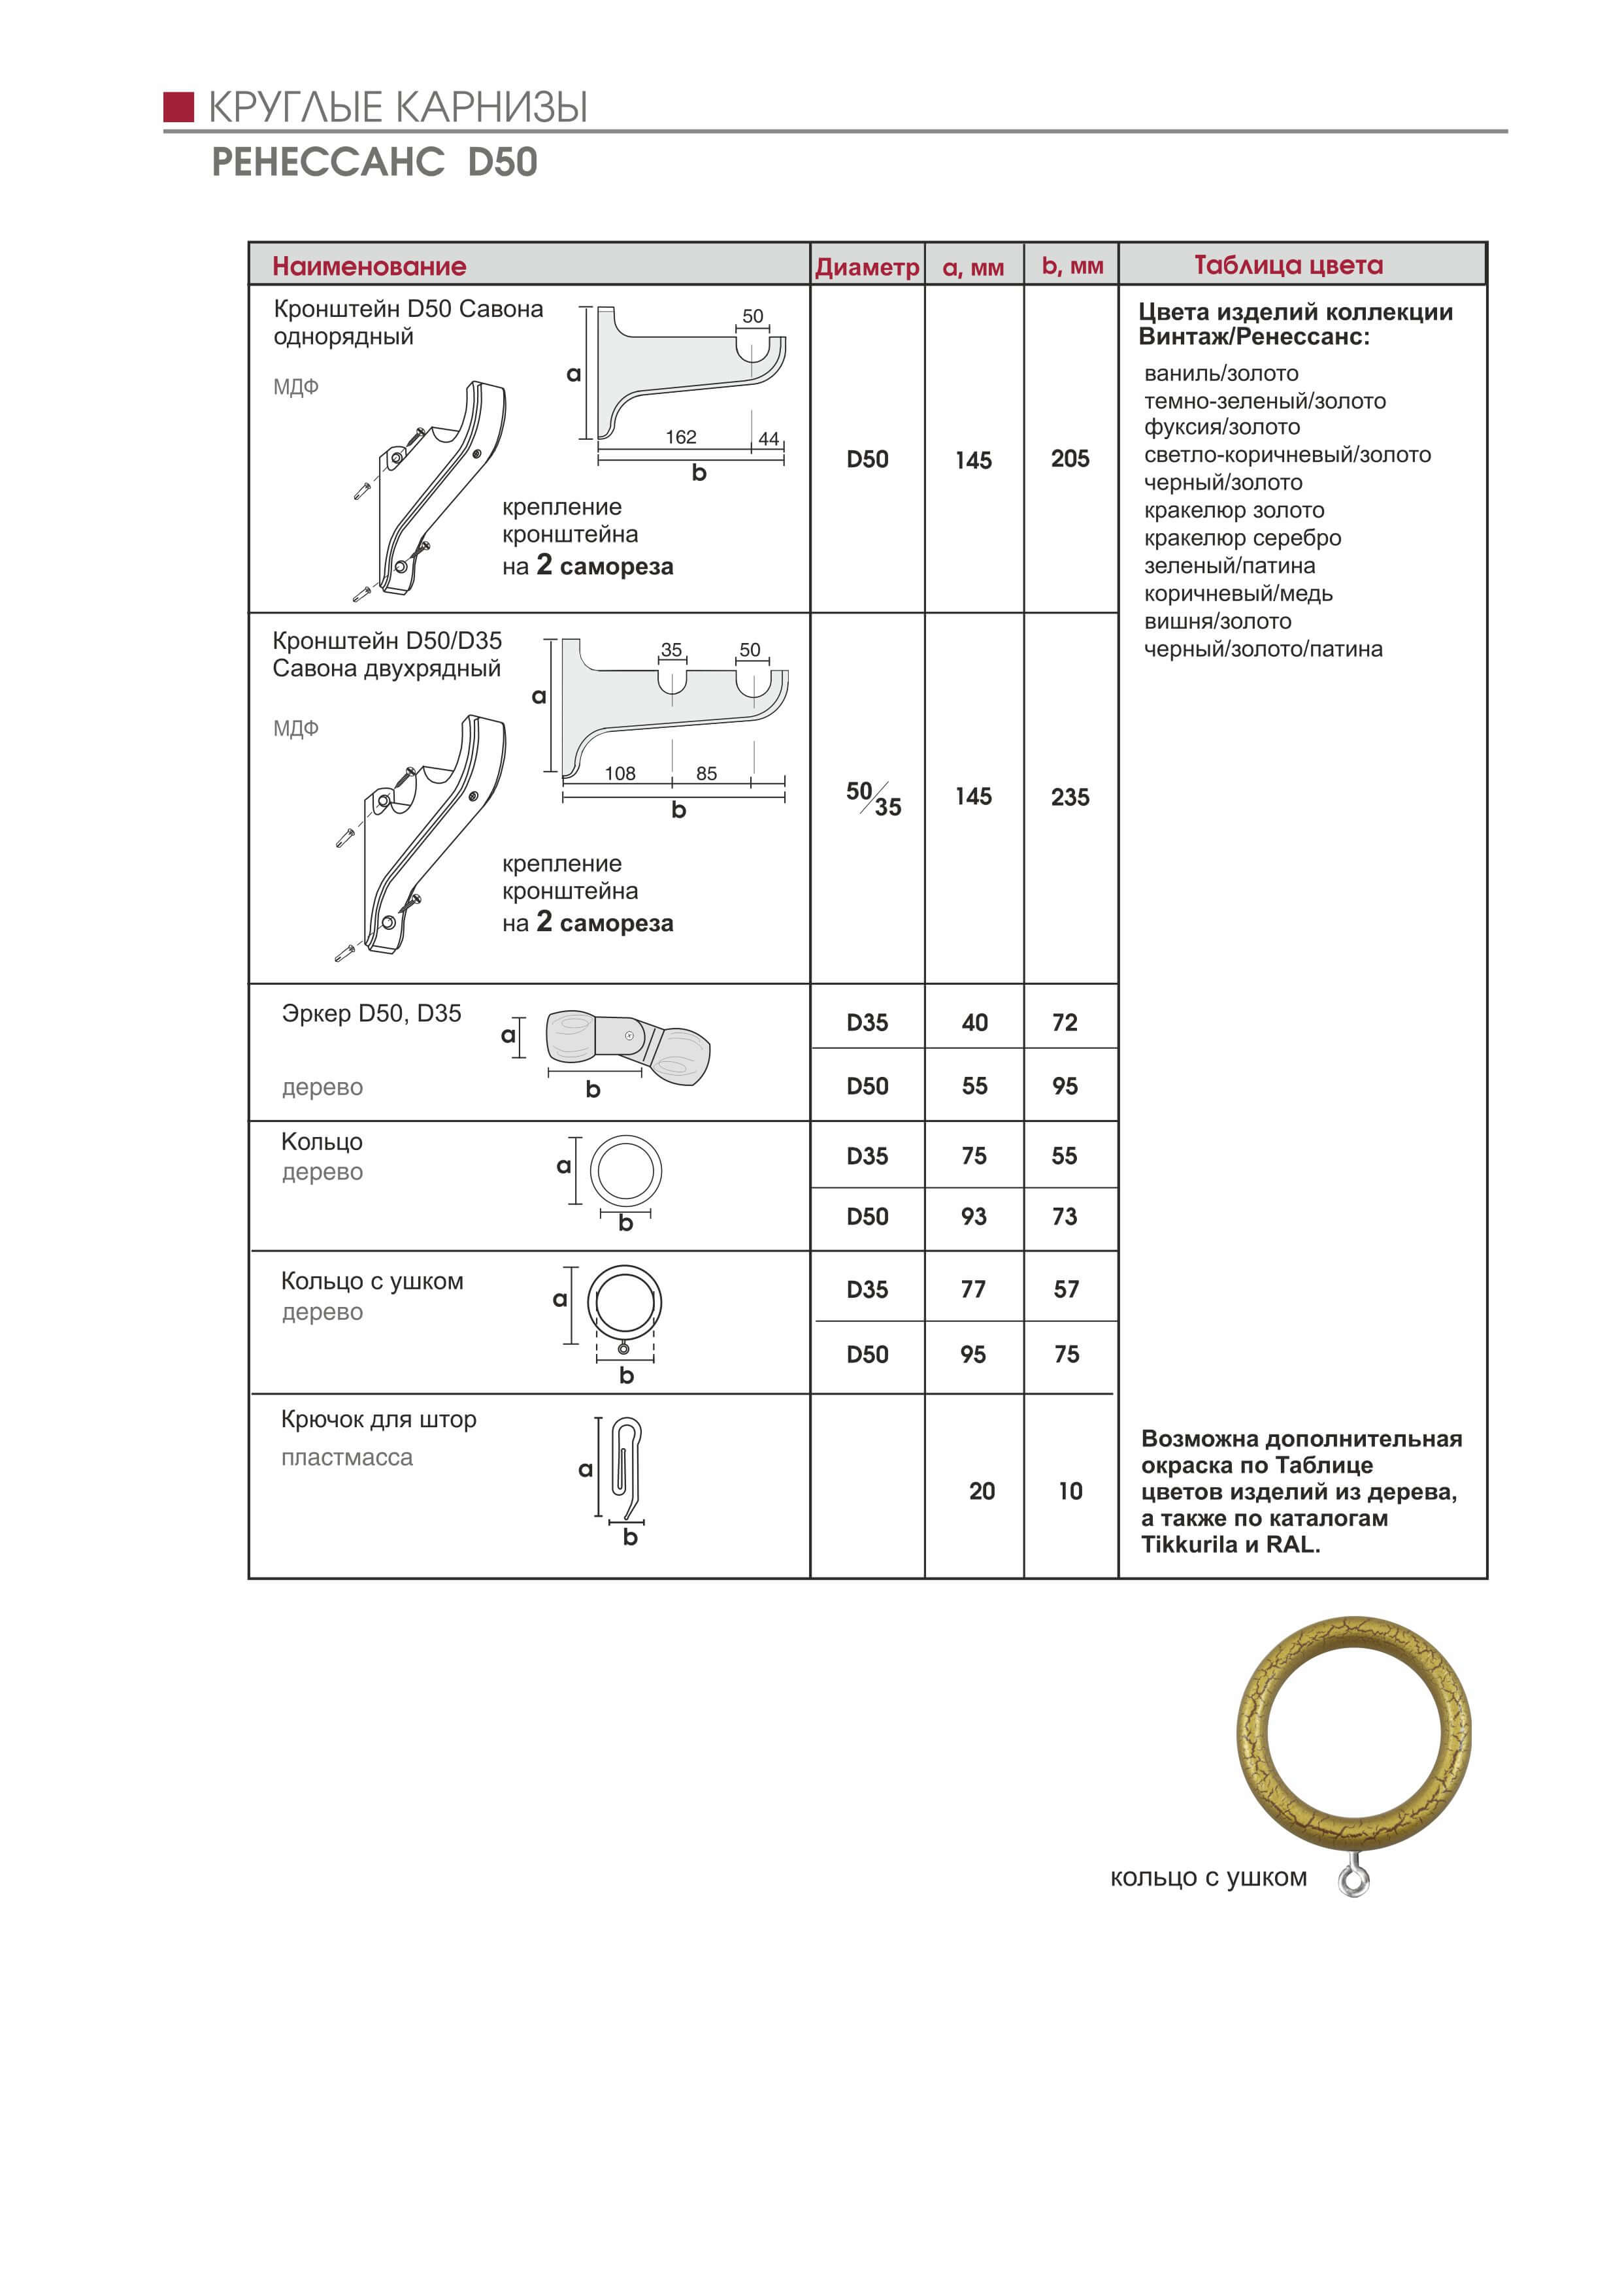 КРУГЛЫЕ КАРНИЗЫ
РЕНЕССАНС D50
Наименование
Диаметр
a, мм
b, мм
Таблица цвета
Кронштейн D50 Савона
однорядный
МДФ
50
a
162
44
b
крепление
кронштейна
на 2 самореза
D50
145
205
Цвета изделий коллекции
Винтаж/Ренессанс:
ваниль/золото
темно-зеленый/золото
фуксия/золото
светло-коричневый/золото
черный/золото
кракелюр золото
кракелюр серебро
зеленый/патина
коричневый/медь
вишня/золото
черный/золото/патина
Кронштейн D50/D35
Савона двухрядный
МДФ
35
50
a
108
85
b
крепление
кронштейна
на 2 самореза
50/35
145
235
Эркер D50, D35
дерево
a
b
D35
40
72
D50
55
95
Кольцо
дерево
a
b
D35
75
55
D50
93
73
Кольцо с ушком
дерево
a
b
D35
77
57
D50
95
75
Крючок для штор
пластмасса
a
b
20
10
Возможна дополнительная
окраска по Таблице
цветов изделий из дерева,
а также по каталогам
Tikkurila и RAL.
кольцо с ушком